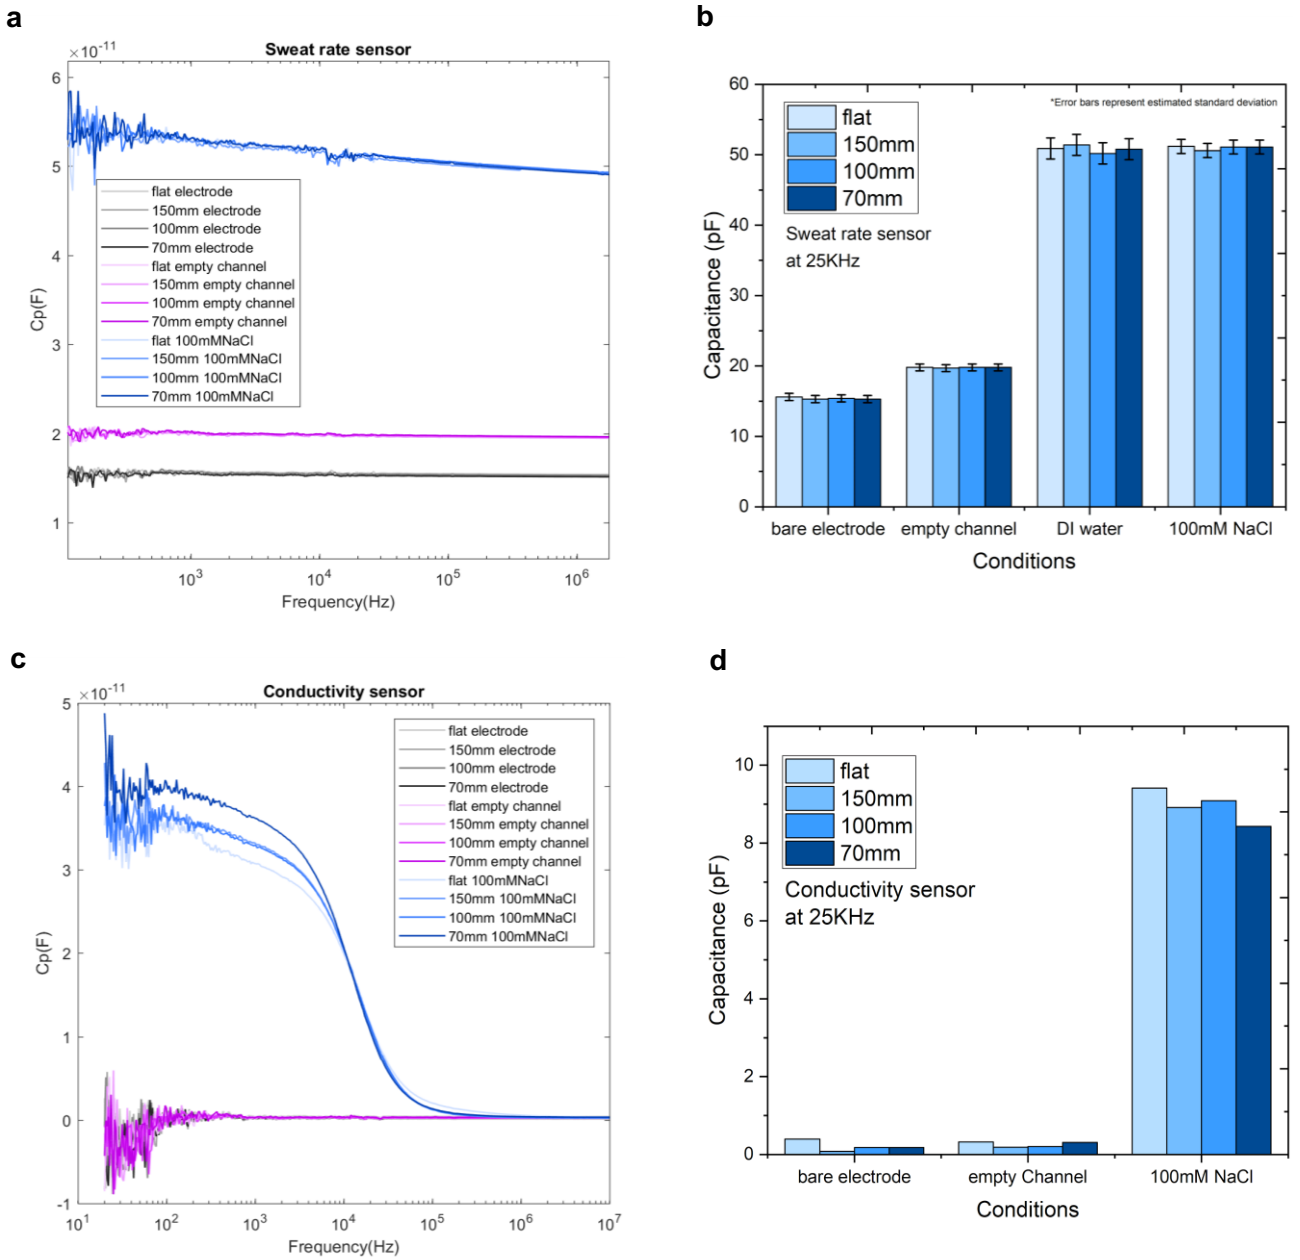 a
Sweat rate sensor
×10⁻¹¹
6
5
4
3
2
1
Cp(F)
flat electrode
150mm electrode
100mm electrode
70mm electrode
flat empty channel
150mm empty channel
100mm empty channel
70mm empty channel
flat 100mMNaCl
150mm 100mMNaCl
100mm 100mMNaCl
70mm 100mMNaCl
10³ 10⁴ 10⁵ 10⁶
Frequency(Hz)
b
60
50
40
30
20
10
0
Capacitance (pF)
*Error bars represent estimated standard deviation
flat
150mm
100mm
70mm
Sweat rate sensor
at 25KHz
bare electrode empty channel DI water 100mM NaCl
Conditions
c
Conductivity sensor
×10⁻¹¹
5
4
3
2
1
0
-1
Cp(F)
flat electrode
150mm electrode
100mm electrode
70mm electrode
flat empty channel
150mm empty channel
100mm empty channel
70mm empty channel
flat 100mMNaCl
150mm 100mMNaCl
100mm 100mMNaCl
70mm 100mMNaCl
10¹ 10² 10³ 10⁴ 10⁵ 10⁶ 10⁷
Frequency(Hz)
d
10
8
6
4
2
0
Capacitance (pF)
flat
150mm
100mm
70mm
Conductivity sensor
at 25KHz
bare electrode empty Channel 100mM NaCl
Conditions